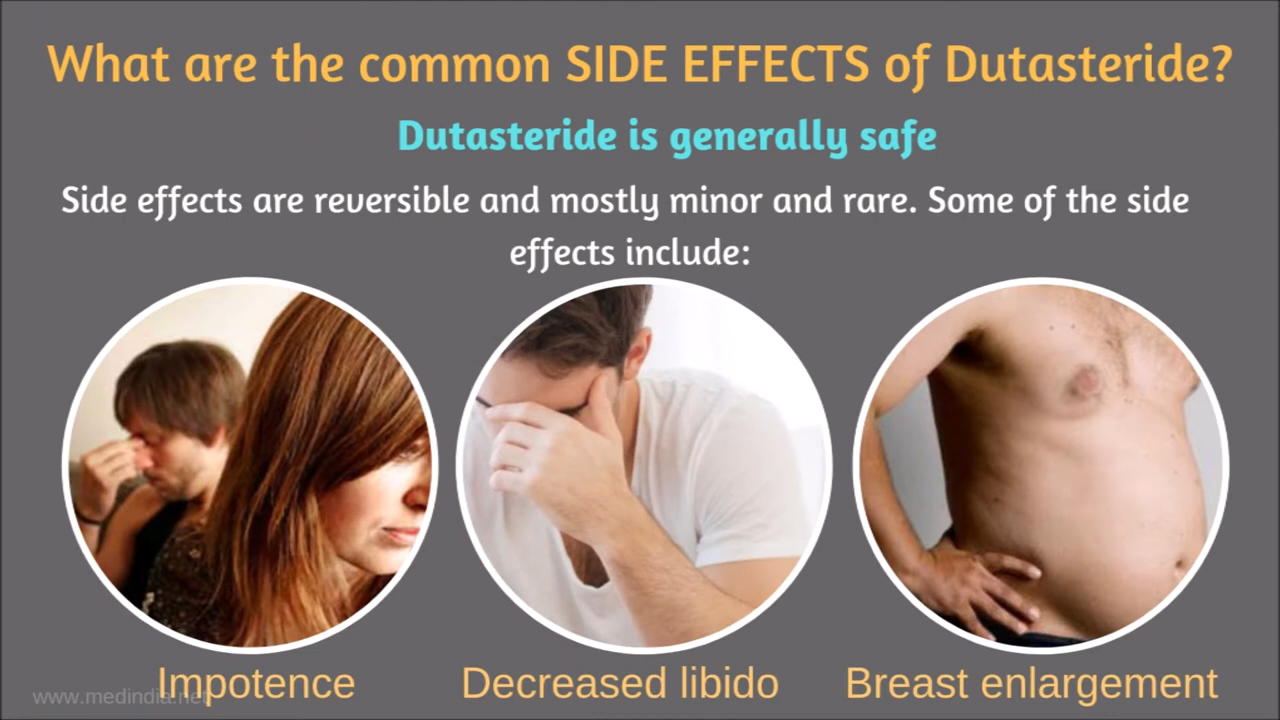 What are the common SIDE EFFECTS of Dutasteride?
Dutasteride is generally safe
Side effects are reversible and mostly minor and rare. Some of the side
effects include:
Impotence
Decreased libido
Breast enlargement
www.medindia.net